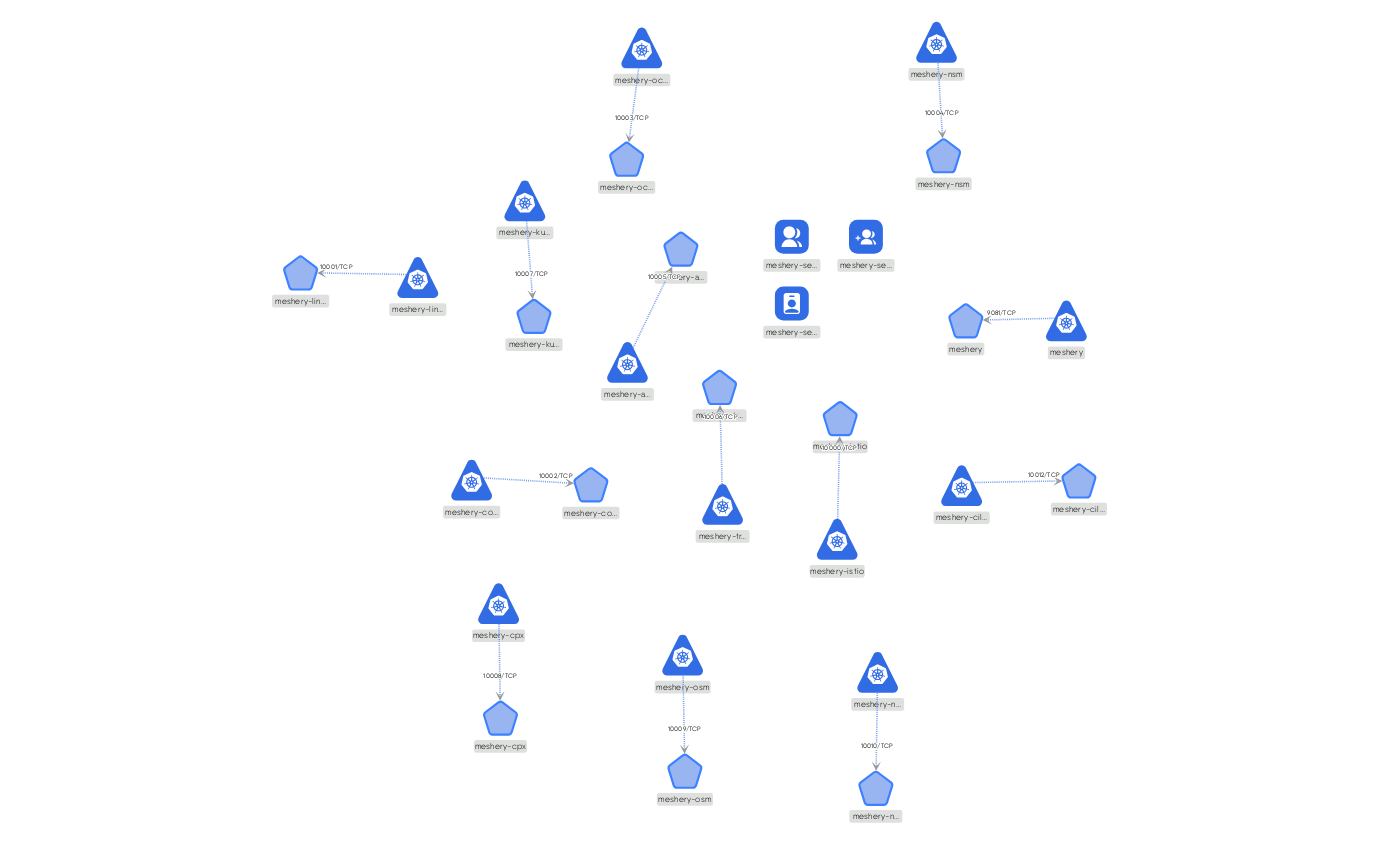 meshery-nsm
meshery-oc...
10004/TCP
10003/TCP
meshery-nsm
meshery-oc...
meshery-ku...
meshery-se...
meshery-se...
10001/TCP
10007/TCP
10005/TCP
ery-a...
meshery-lin...
meshery-lin...
9081/TCP
meshery-se...
meshery-ku...
meshery
meshery
meshery-a...
10006/TCP
10000/TCP
10002/TCP
10012/TCP
meshery-co...
meshery-co...
meshery-cil...
meshery-cil...
meshery-tr...
meshery-istio
meshery-cpx
10008/TCP
meshery-osm
meshery-n...
10009/TCP
meshery-cpx
10010/TCP
meshery-osm
meshery-n...